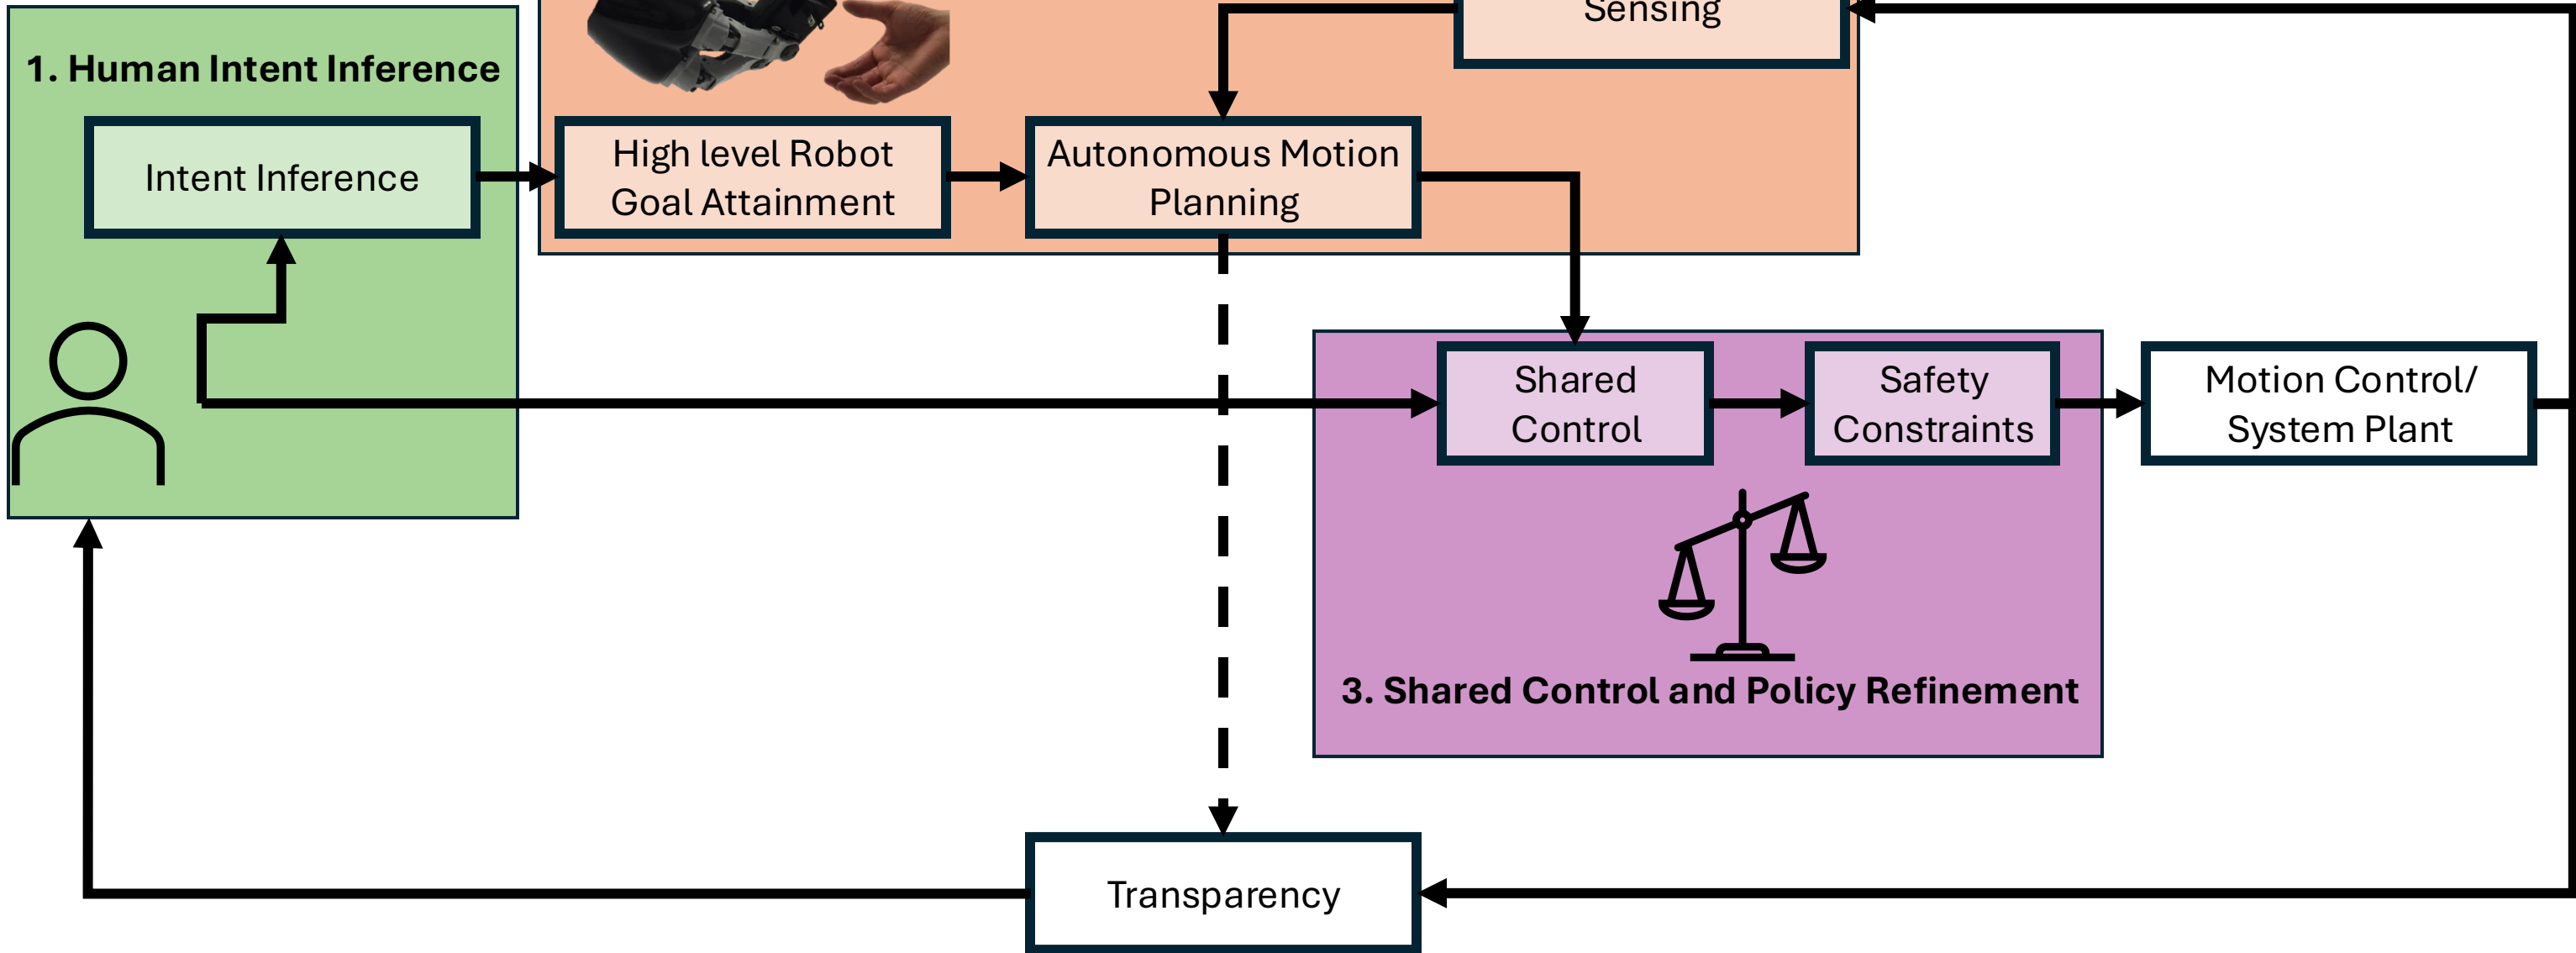 Sensing
1. Human Intent Inference
Intent Inference
High level Robot
Goal Attainment
Autonomous Motion
Planning
Shared
Control
Safety
Constraints
Motion Control/
System Plant
3. Shared Control and Policy Refinement
Transparency